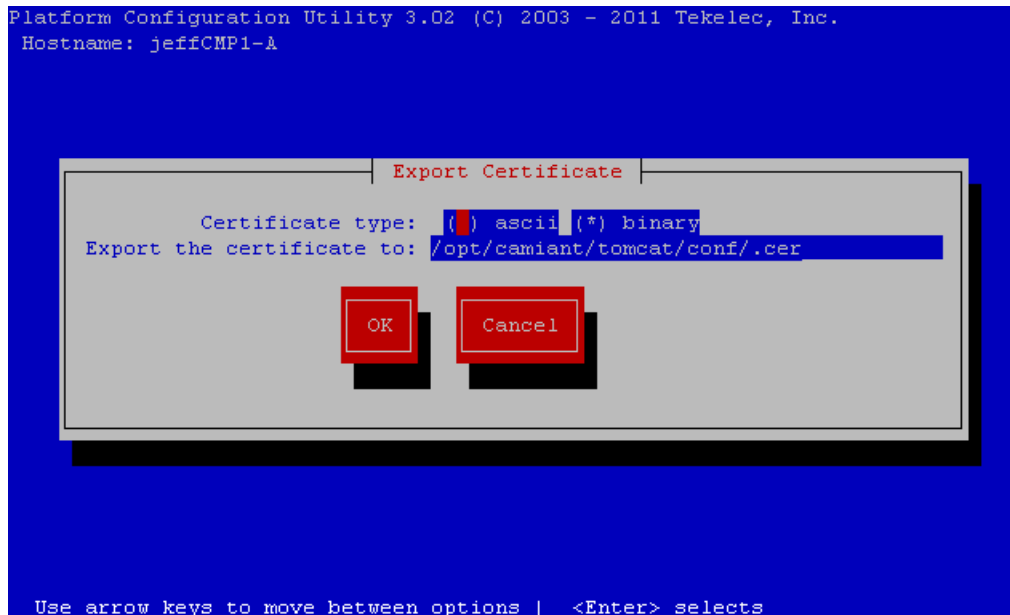 Platform Configuration Utility 3.02 (C) 2003 - 2011 Tekelec, Inc.
Hostname: jeffCMP1-A
Export Certificate
Certificate type: ( ) ascii (*) binary
Export the certificate to: /opt/camiant/tomcat/conf/.cer
OK Cancel
Use arrow keys to move between options | <Enter> selects